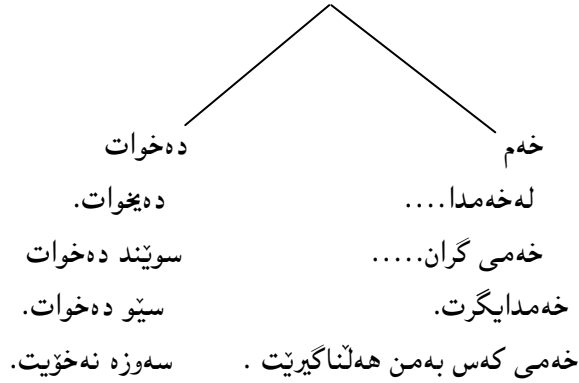 خەم دەخوات
لەخەمدا.... دەیخوات.
خەمی گران..... سوێند دەخوات
خەمدایگرت. سێو دەخوات.
خەمی کەس بەمن هەڵناگیرێت . سەوزە نەخۆیت.